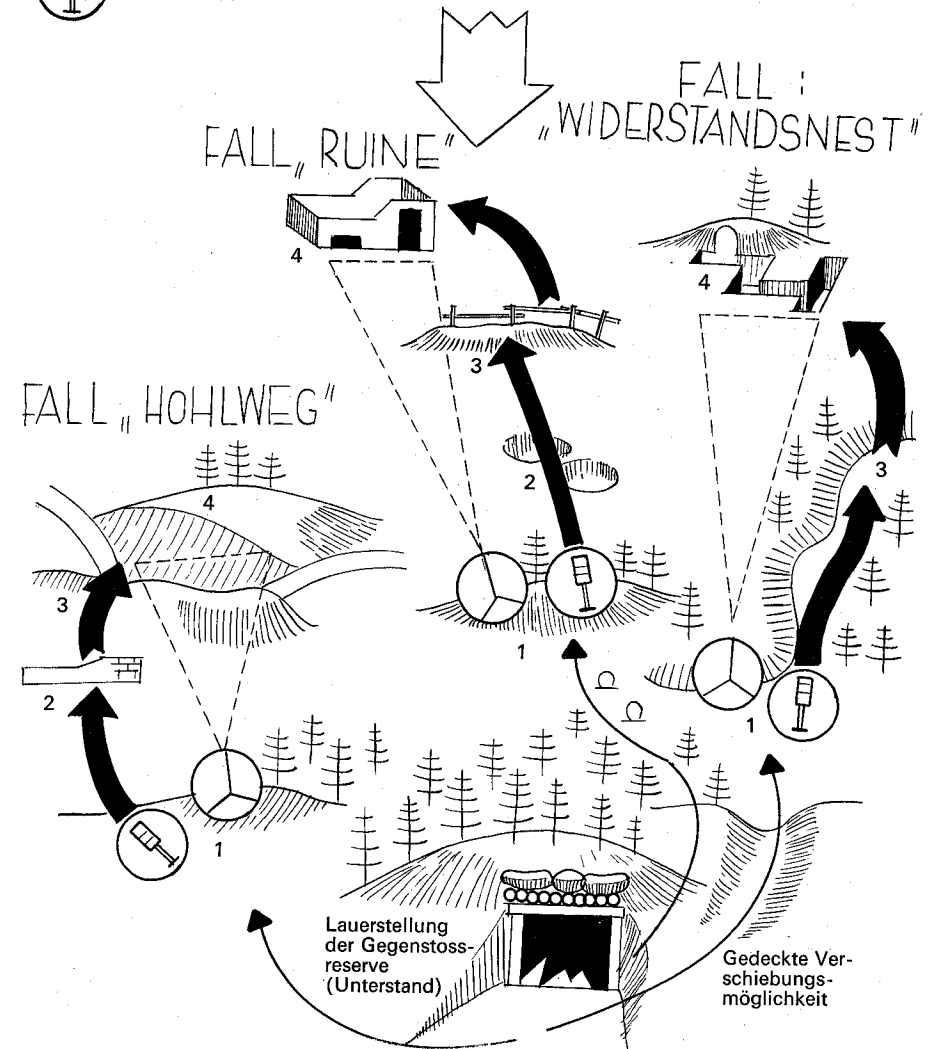 FALL :
„WIDERSTANDSNEST"
FALL „RUINE"
4
4
3
FALL „HOHLWEG"
3
4
2
3
1
2
1
1
Lauerstellung
der Gegenstoss-
reserve
(Unterstand)
Gedeckte Ver-
schiebungs-
möglichkeit